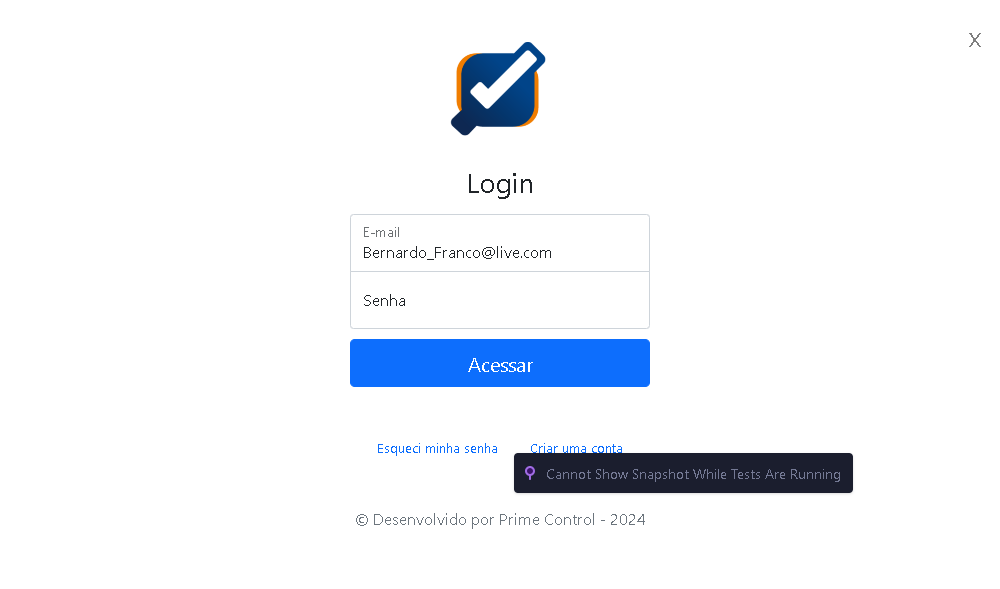 X
Login
E-mail
Bernardo_Franco@live.com
Senha
Acessar
Esqueci minha senha
Criar uma conta
Cannot Show Snapshot While Tests Are Running
© Desenvolvido por Prime Control - 2024